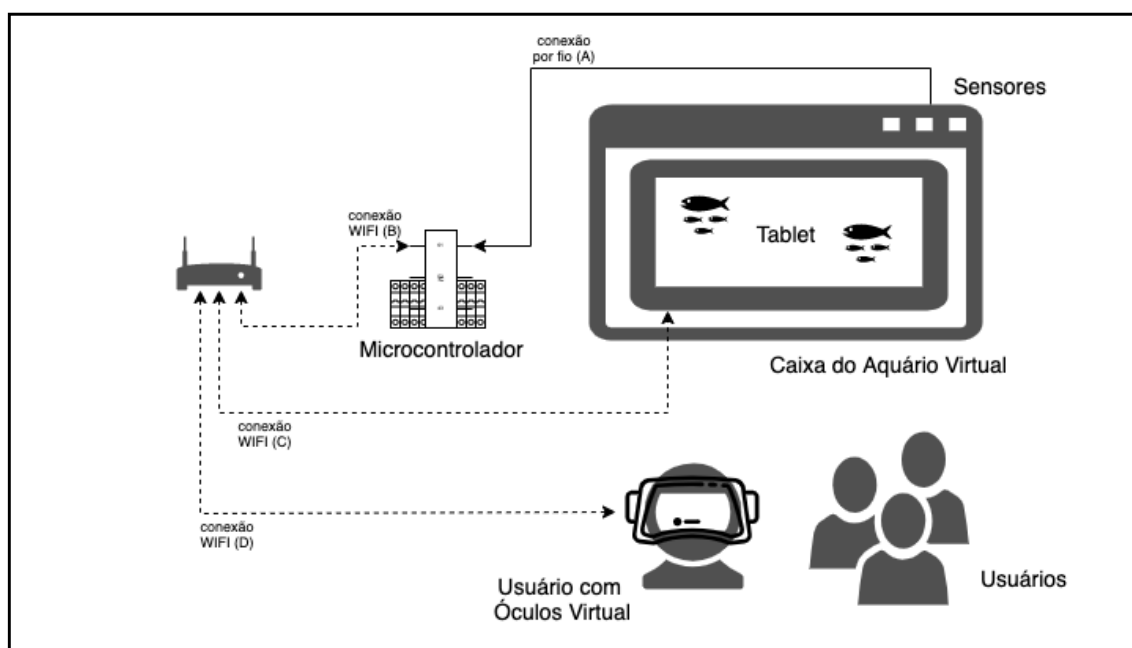 conexão
por fio (A)
Sensores
conexão
WIFI (B)
Tablet
Microcontrolador
Caixa do Aquário Virtual
conexão
WIFI (C)
conexão
WIFI (D)
Usuário com
Óculos Virtual
Usuários